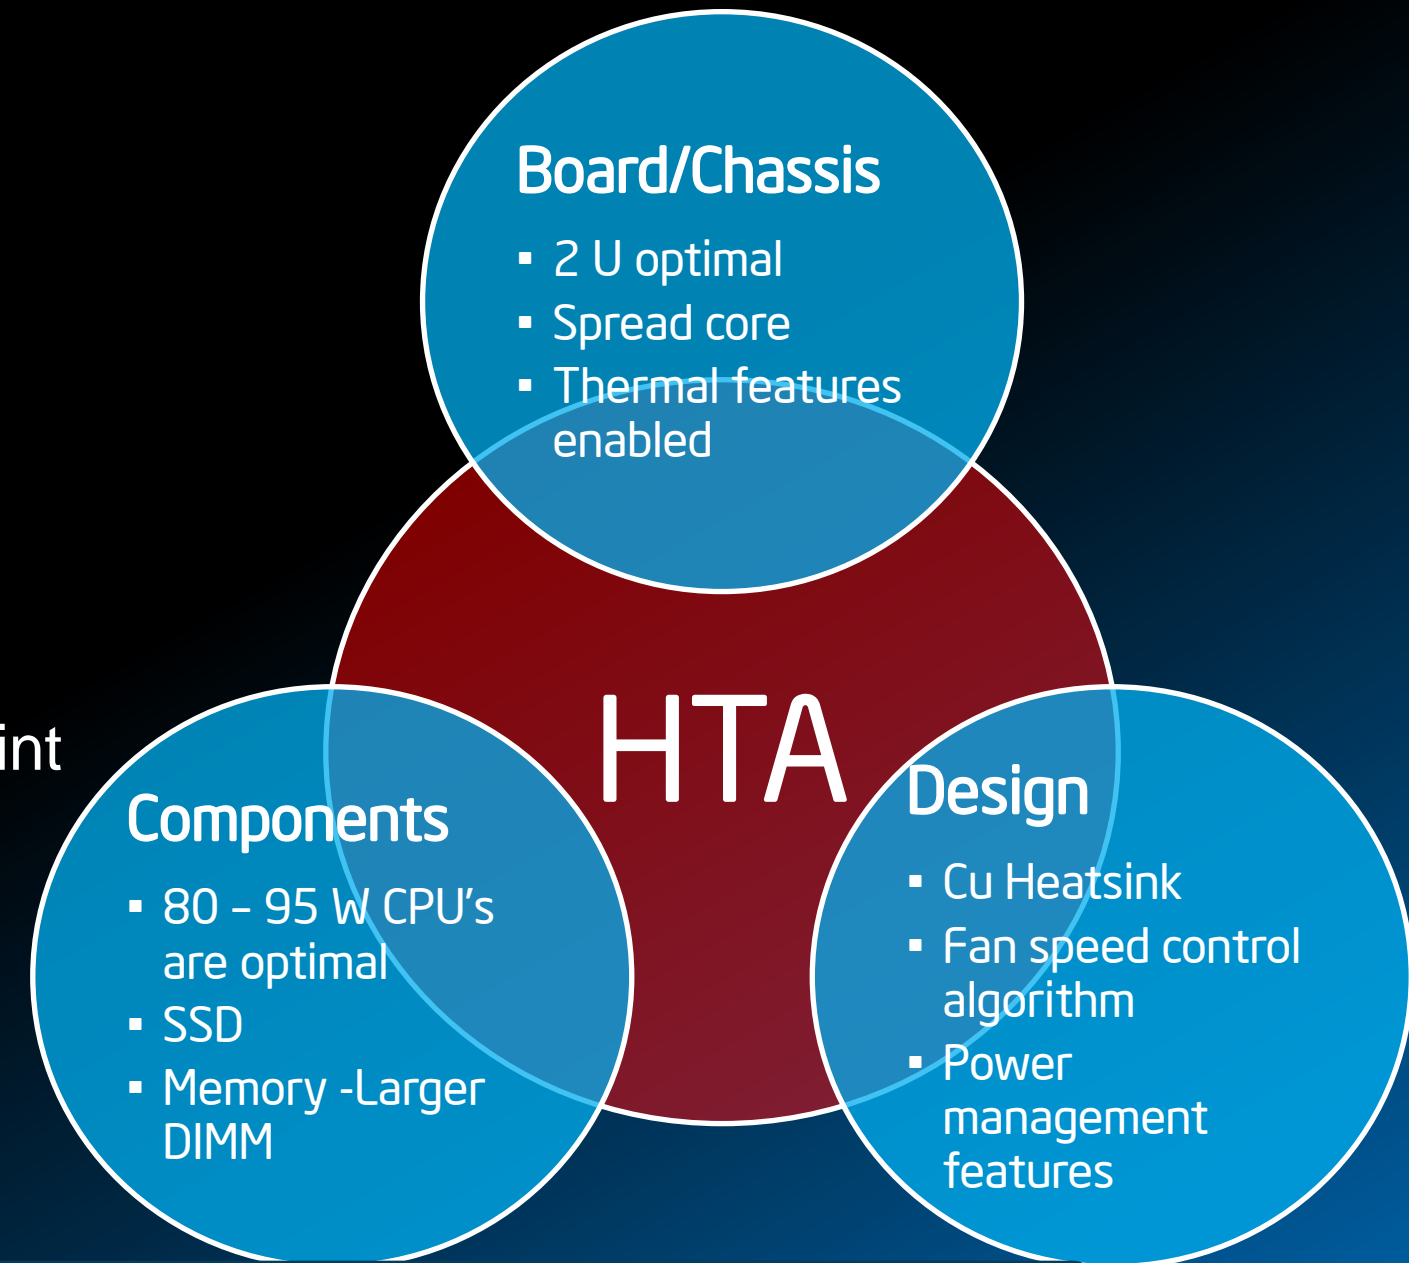 Board/Chassis
▪ 2 U optimal
▪ Spread core
▪ Thermal features
enabled
HTA
int
Components
▪ 80 – 95 W CPU's
are optimal
▪ SSD
▪ Memory -Larger
DIMM
Design
▪ Cu Heatsink
▪ Fan speed control
algorithm
▪ Power
management
features